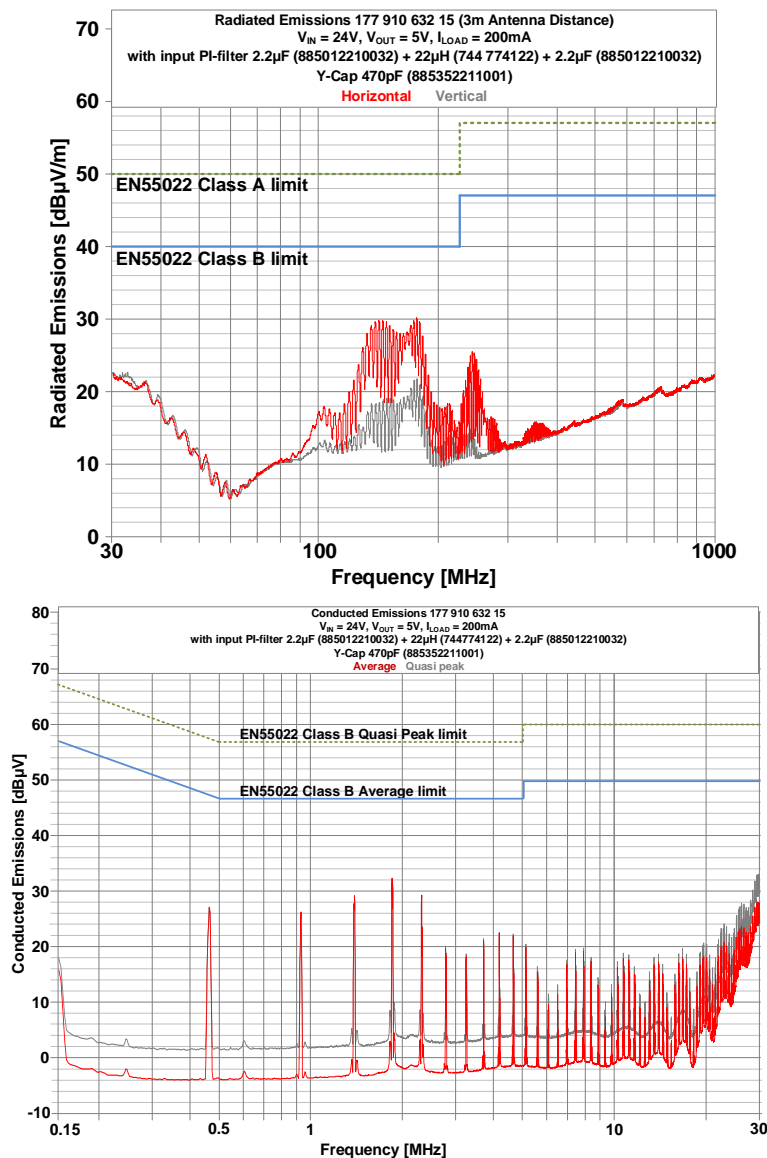 Radiated Emissions 177 910 632 15 (3m Antenna Distance)
VIN = 24V, VOUT = 5V, ILOAD = 200mA
with input PI-filter 2.2µF (885012210032) + 22µH (744 774122) + 2.2µF (885012210032)
Y-Cap 470pF (885352211001)
Horizontal Vertical
70
60
50
40
30
20
10
0
Radiated Emissions [dBµV/m]
EN55022 Class A limit
EN55022 Class B limit
30 100 1000
Frequency [MHz]
Conducted Emissions 177 910 632 15
VIN = 24V, VOUT = 5V, ILOAD = 200mA
with input PI-filter 2.2µF (885012210032) + 22µH (744774122) + 2.2µF (885012210032)
Y-Cap 470pF (885352211001)
Average Quasi peak
80
70
60
50
40
30
20
10
0
-10
Conducted Emissions [dBµV]
EN55022 Class B Quasi Peak limit
EN55022 Class B Average limit
0.15 0.5 1 10 30
Frequency [MHz]